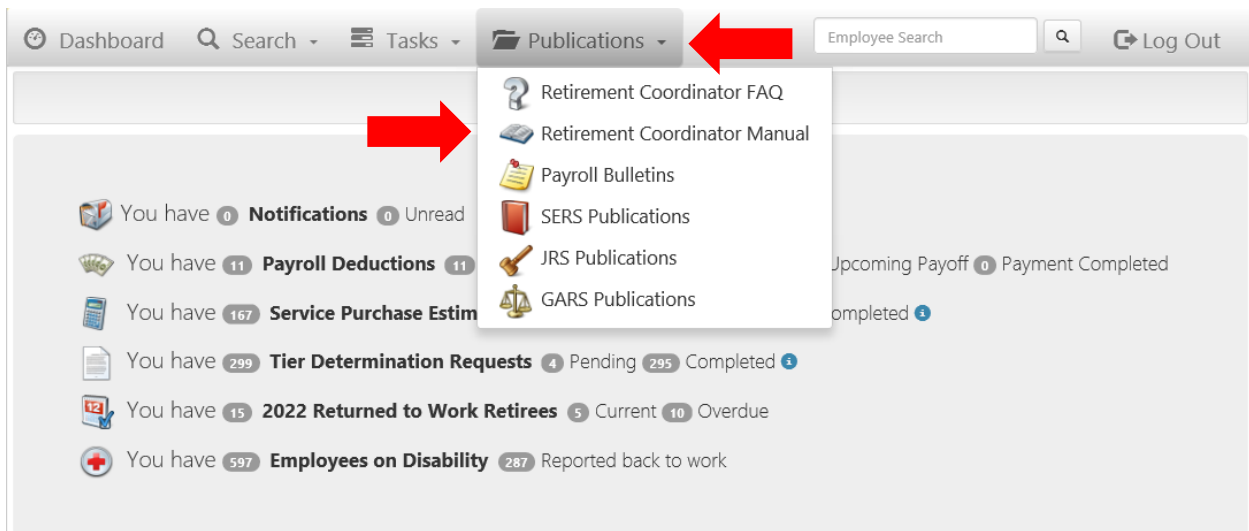 Dashboard Search Tasks Publications Employee Search Log Out
Retirement Coordinator FAQ
Retirement Coordinator Manual
Payroll Bulletins
SERS Publications
JRS Publications
GARS Publications
You have 0 Notifications 0 Unread
You have 11 Payroll Deductions 11 Upcoming Payoff 0 Payment Completed
You have 167 Service Purchase Estim ompleted
You have 299 Tier Determination Requests 4 Pending 295 Completed
You have 15 2022 Returned to Work Retirees 5 Current 10 Overdue
You have 597 Employees on Disability 287 Reported back to work